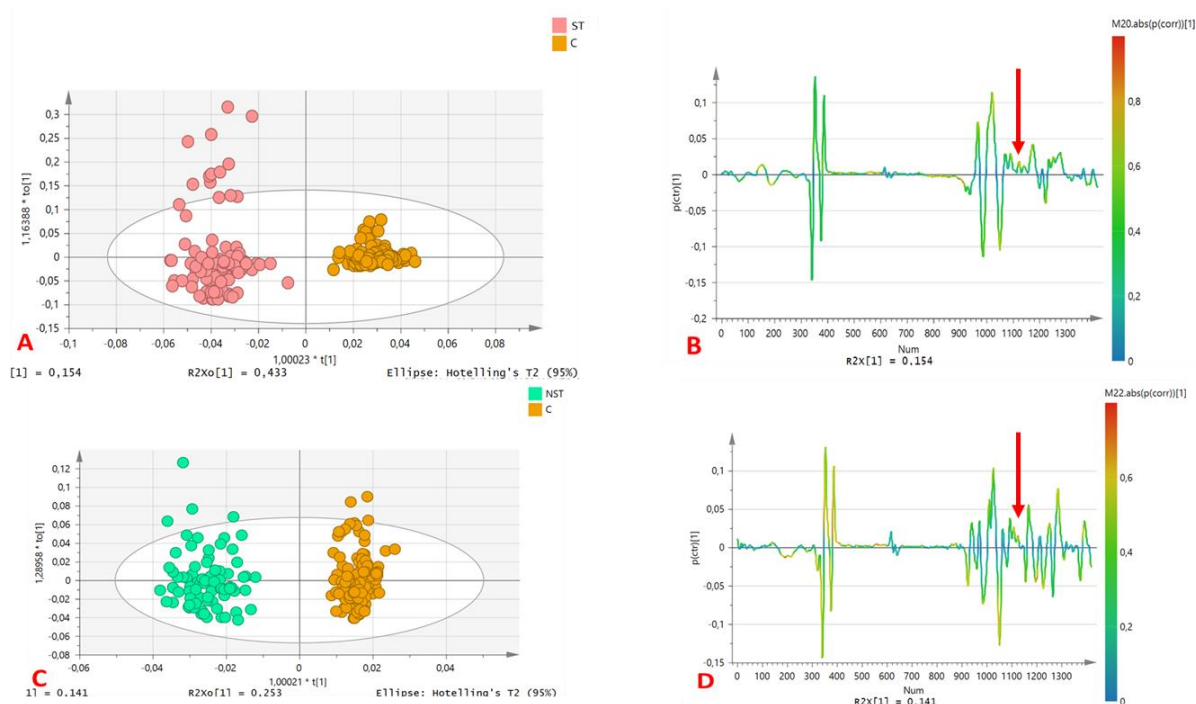 ST
C
1,16388 * to[1]
0,3
0,25
0,2
0,15
0,1
0,05
0
-0,05
-0,1
-0,15
-0,1 -0,08 -0,06 -0,04 -0,02 0 0,02 0,04 0,06 0,08
1,00023 * t[1]
A
[1] = 0,154 R2Xo[1] = 0,433 Ellipse: Hotelling's T2 (95%)
M20.abs(p(corr))[1]
p(ctr)[1]
0,1
0,05
0
-0,05
-0,1
-0,15
-0,2
0 100 200 300 400 500 600 700 800 900 1000 1100 1200 1300
Num
R2X[1] = 0,154
B
0,8
0,6
0,4
0,2
0
NST
C
1,28958 * to[1]
0,12
0,1
0,08
0,06
0,04
0,02
0
-0,02
-0,04
-0,06
-0,08
-0,06 -0,04 -0,02 0 0,02 0,04
1,00021 * t[1]
C
1] = 0,141 R2Xo[1] = 0,253 Ellipse: Hotelling's T2 (95%)
M22.abs(p(corr))[1]
p(ctr)[1]
0,1
0,05
0
-0,05
-0,1
-0,15
0 100 200 300 400 500 600 700 800 900 1000 1100 1200 1300
Num
R2X[1] = 0,141
D
0,6
0,4
0,2
0